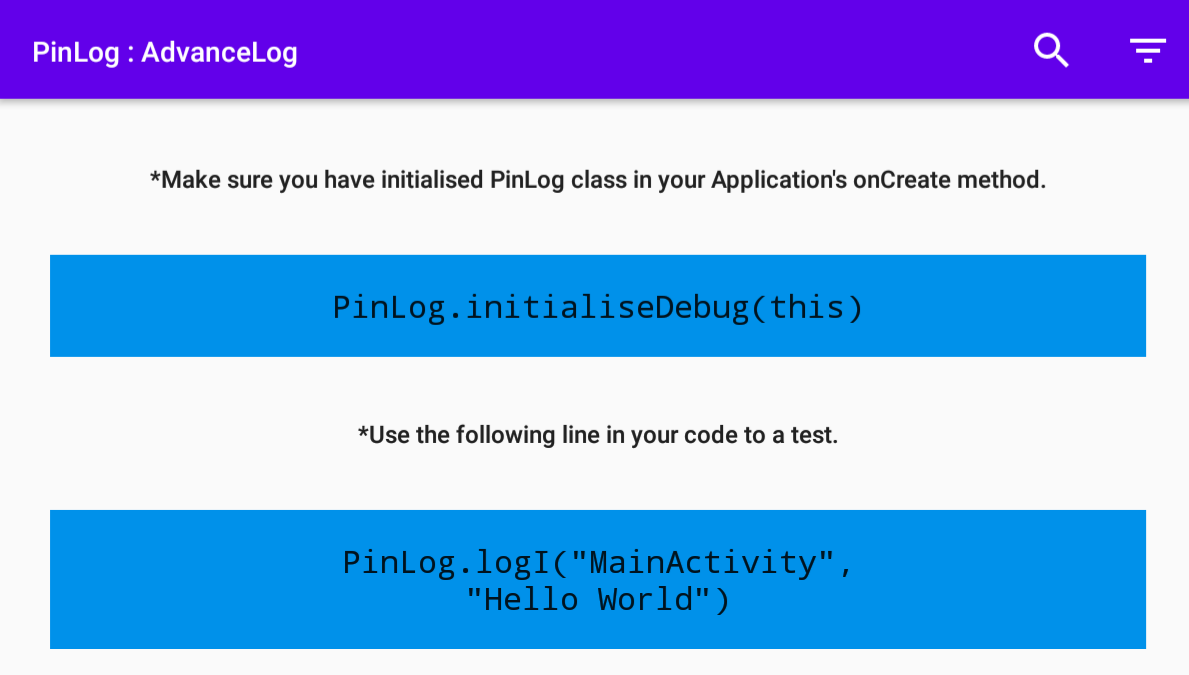 PinLog : AdvanceLog
*Make sure you have initialised PinLog class in your Application's onCreate method.
PinLog.initialiseDebug(this)
*Use the following line in your code to a test.
PinLog.logI("MainActivity",
"Hello World")